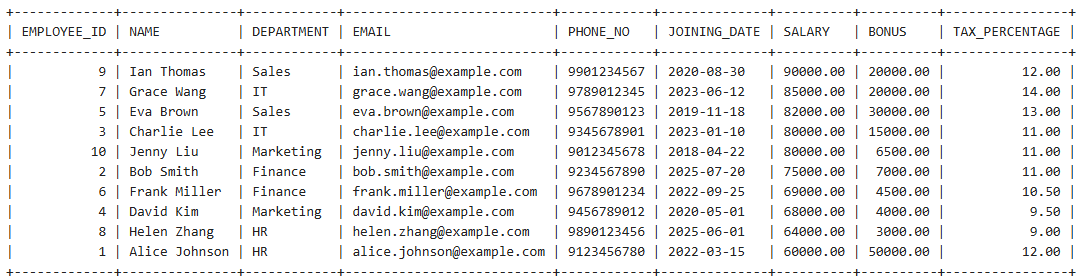 +-------------+---------------+------------+---------------------------+------------+--------------+----------+----------+----------------+
| EMPLOYEE_ID | NAME          | DEPARTMENT | EMAIL                     | PHONE_NO   | JOINING_DATE | SALARY   | BONUS    | TAX_PERCENTAGE |
+-------------+---------------+------------+---------------------------+------------+--------------+----------+----------+----------------+
|           9 | Ian Thomas    | Sales      | ian.thomas@example.com    | 9901234567 | 2020-08-30   | 90000.00 | 20000.00 |          12.00 |
|           7 | Grace Wang    | IT         | grace.wang@example.com    | 9789012345 | 2023-06-12   | 85000.00 | 20000.00 |          14.00 |
|           5 | Eva Brown     | Sales      | eva.brown@example.com     | 9567890123 | 2019-11-18   | 82000.00 | 30000.00 |          13.00 |
|           3 | Charlie Lee   | IT         | charlie.lee@example.com   | 9345678901 | 2023-01-10   | 80000.00 | 15000.00 |          11.00 |
|          10 | Jenny Liu     | Marketing  | jenny.liu@example.com     | 9012345678 | 2018-04-22   | 80000.00 |  6500.00 |          11.00 |
|           2 | Bob Smith     | Finance    | bob.smith@example.com     | 9234567890 | 2025-07-20   | 75000.00 |  7000.00 |          11.00 |
|           6 | Frank Miller  | Finance    | frank.miller@example.com  | 9678901234 | 2022-09-25   | 69000.00 |  4500.00 |          10.50 |
|           4 | David Kim     | Marketing  | david.kim@example.com     | 9456789012 | 2020-05-01   | 68000.00 |  4000.00 |           9.50 |
|           8 | Helen Zhang   | HR         | helen.zhang@example.com   | 9890123456 | 2025-06-01   | 64000.00 |  3000.00 |           9.00 |
|           1 | Alice Johnson | HR         | alice.johnson@example.com | 9123456780 | 2022-03-15   | 60000.00 | 50000.00 |          12.00 |
+-------------+---------------+------------+---------------------------+------------+--------------+----------+----------+----------------+